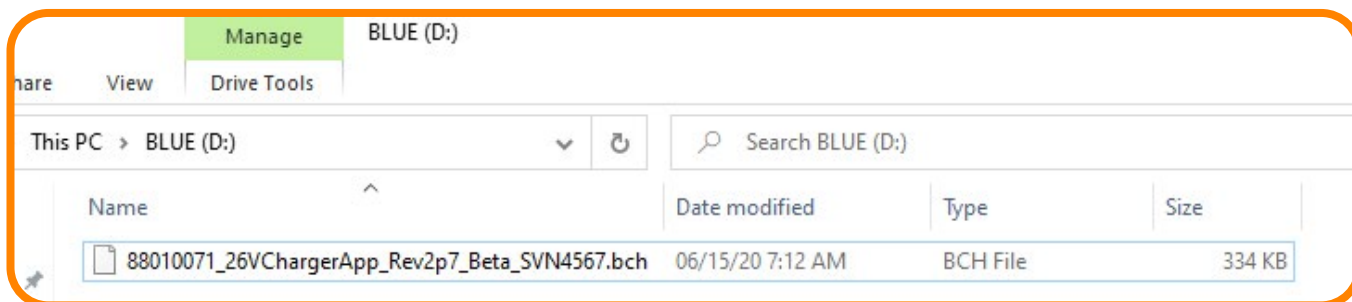 Manage BLUE (D:)
hare View Drive Tools
This PC > BLUE (D:) Search BLUE (D:)
Name Date modified Type Size
88010071_26VChargerApp_Rev2p7_Beta_SVN4567.bch 06/15/20 7:12 AM BCH File 334 KB